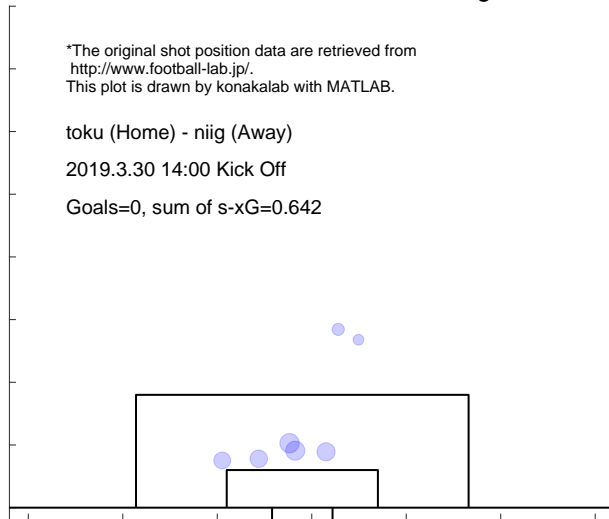 *The original shot position data are retrieved from
http://www.football-lab.jp/.
This plot is drawn by konakalab with MATLAB.
toku (Home) - niig (Away)
2019.3.30 14:00 Kick Off
Goals=0, sum of s-xG=0.642